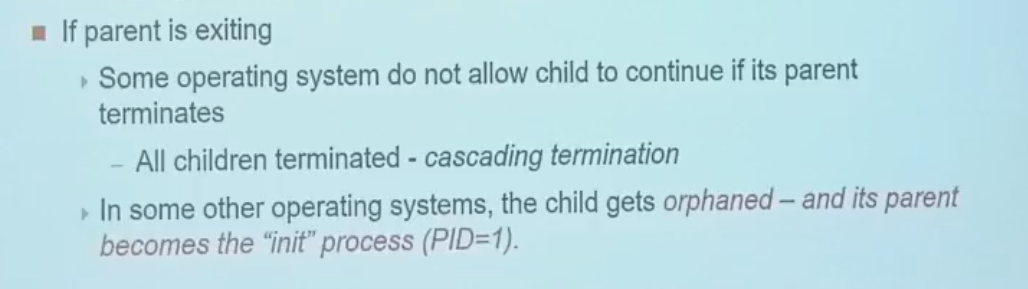 If parent is exiting
Some operating system do not allow child to continue if its parent
terminates
– All children terminated - cascading termination
In some other operating systems, the child gets orphaned – and its parent
becomes the “init” process (PID=1).